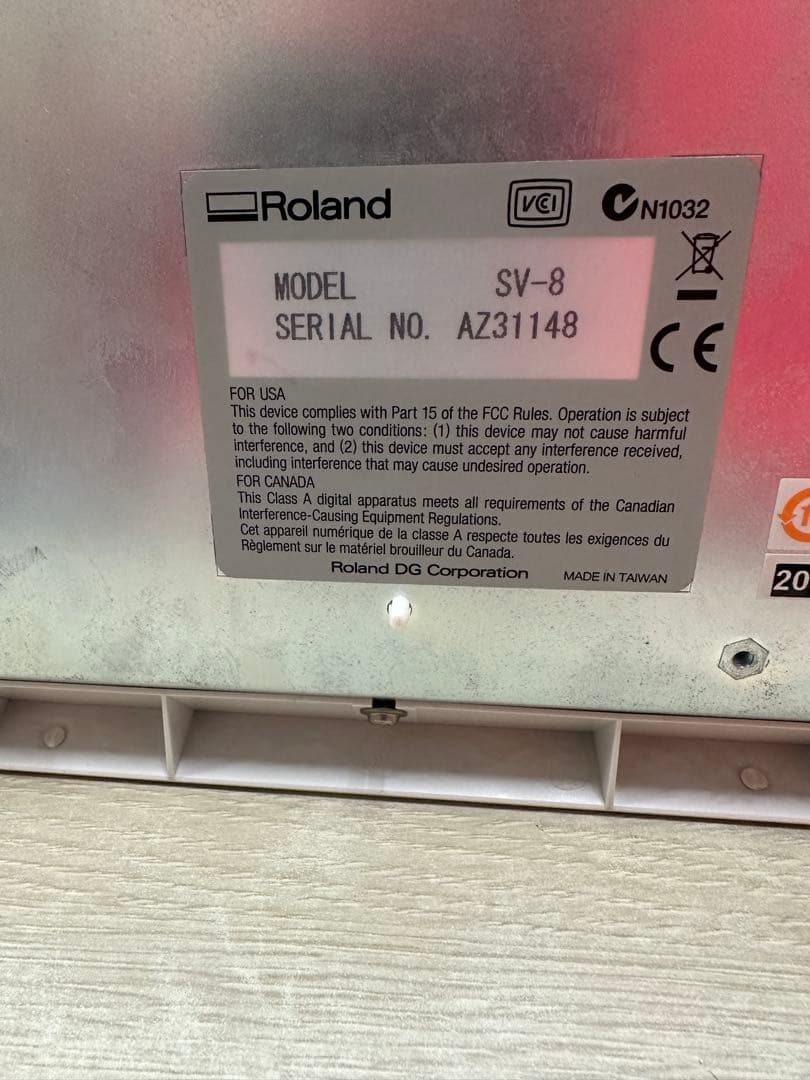 Roland
VCI
N1032
MODEL SV-8
SERIAL NO. AZ31148
CE
FOR USA
This device complies with Part 15 of the FCC Rules. Operation is subject
to the following two conditions: (1) this device may not cause harmful
interference, and (2) this device must accept any interference received,
including interference that may cause undesired operation.
FOR CANADA
This Class A digital apparatus meets all requirements of the Canadian
Interference-Causing Equipment Regulations.
Cet appareil numérique de la classe A respecte toutes les exigences du
Règlement sur le matériel brouilleur du Canada.
Roland DG Corporation MADE IN TAIWAN
20